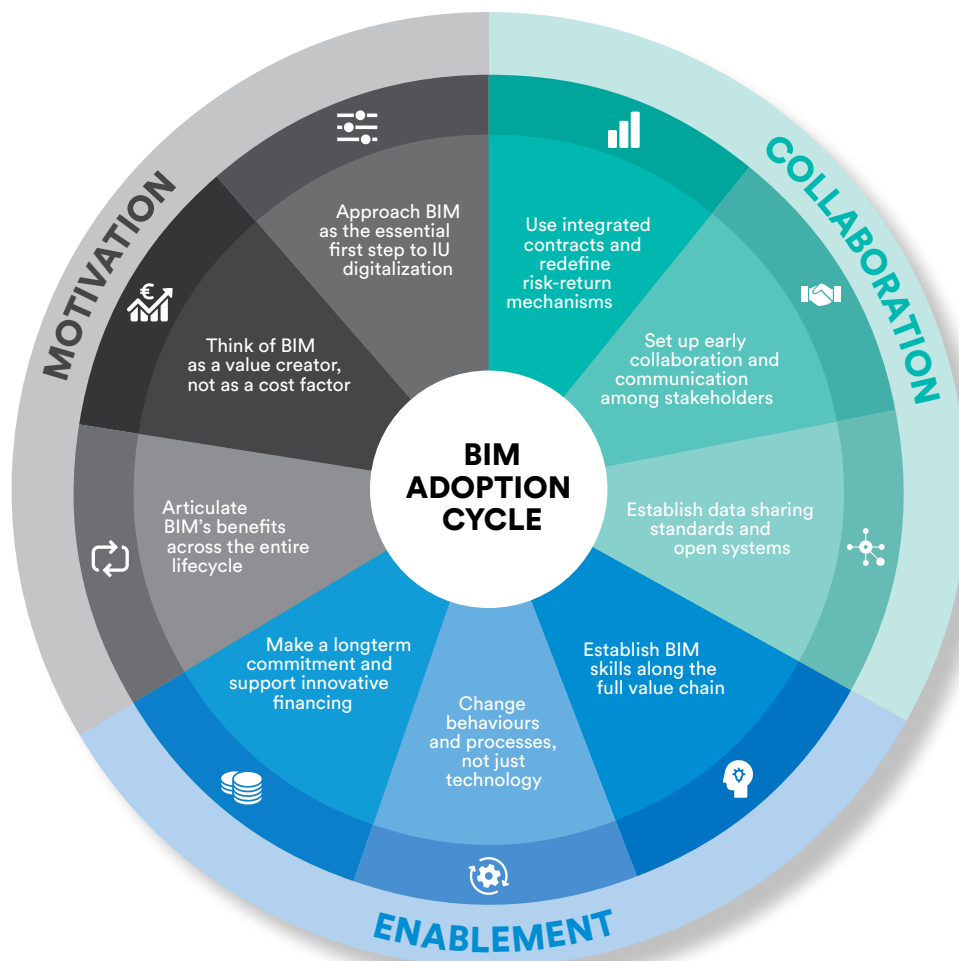 MOTIVATION
COLLABORATION
ENABLEMENT
BIM
ADOPTION
CYCLE
Approach BIM
as the essential
first step to IU
digitalization
Use integrated
contracts and
redefine
risk-return
mechanisms
Set up early
collaboration and
communication
among stakeholders
Establish data sharing
standards and
open systems
Establish BIM
skills along the
full value chain
Change
behaviours
and processes,
not just
technology
Make a longterm
commitment and
support innovative
financing
Articulate
BIM's benefits
across the entire
lifecycle
Think of BIM
as a value creator,
not as a cost factor
€